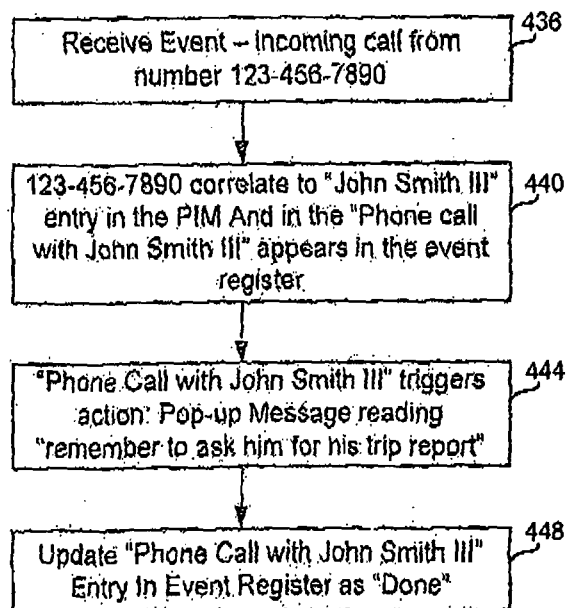 Receive Event – Incoming call from
number 123-456-7890
436
123-456-7890 correlate to "John Smith III"
entry in the PIM And in the "Phone call
with John Smith III" appears in the event
register
440
"Phone Call with John Smith III" triggers
action: Pop-up Message reading
"remember to ask him for his trip report"
444
Update "Phone Call with John Smith III"
Entry In Event Register as "Done"
448